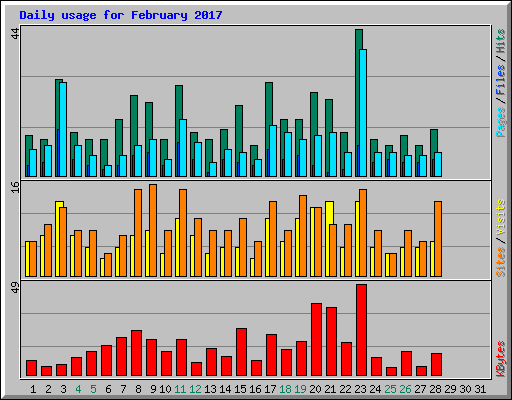 Daily usage for February 2017
44
Pages / Files / Hits
16
Sites / Visits
49
KBytes
1 2 3 4 5 6 7 8 9 10 11 12 13 14 15 16 17 18 19 20 21 22 23 24 25 26 27 28 29 30 31